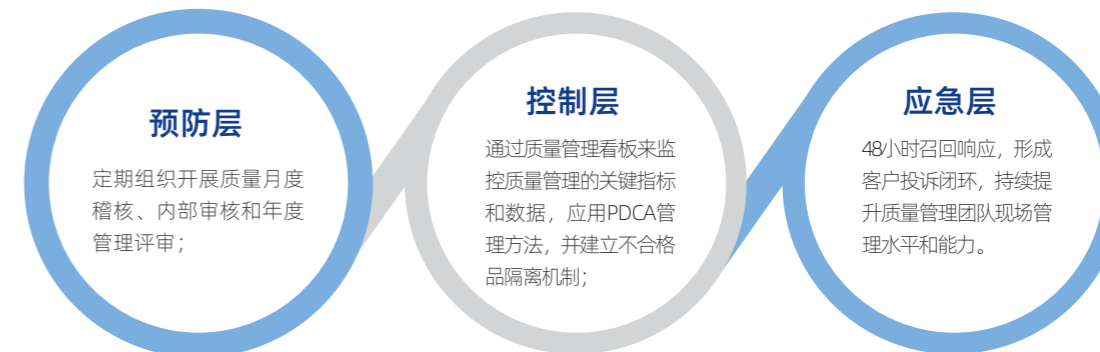 预防层
定期组织开展质量月度
稽核、内部审核和年度
管理评审；
控制层
通过质量管理看板来监
控质量管理的关键指标
和数据，应用PDCA管
理方法，并建立不合格
品隔离机制；
应急层
48小时召回响应，形成
客户投诉闭环，持续提
升质量管理团队现场管
理水平和能力。